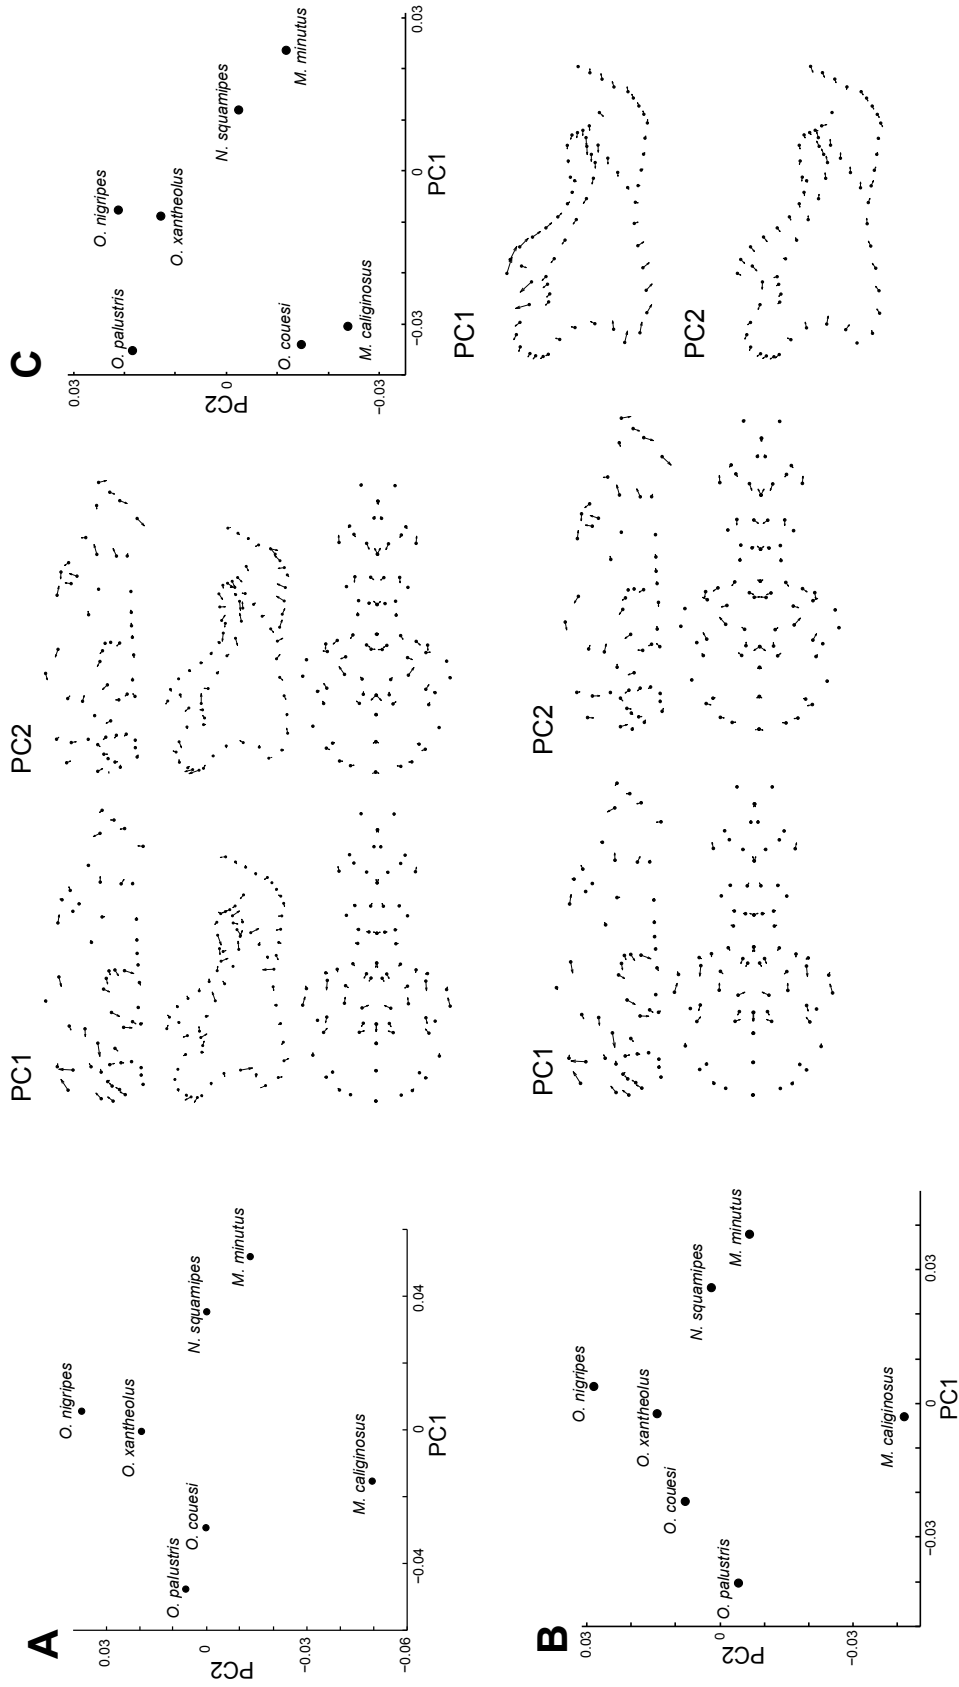 A
PC2
0.03
0
−0.03
−0.06
−0.04
0
0.04
PC1
O. palustris
O. couesi
O. xantheolus
O. nigripes
M. caliginosus
N. squamipes
M. minutus
PC1
PC2
B
PC2
0.03
0
−0.03
−0.03
0
0.03
PC1
O. palustris
O. couesi
O. xantheolus
O. nigripes
M. caliginosus
N. squamipes
M. minutus
PC1
PC2
C
PC2
0.03
0
−0.03
−0.03
0
0.03
PC1
O. palustris
O. couesi
M. caliginosus
O. nigripes
O. xantheolus
N. squamipes
M. minutus
PC1
PC2